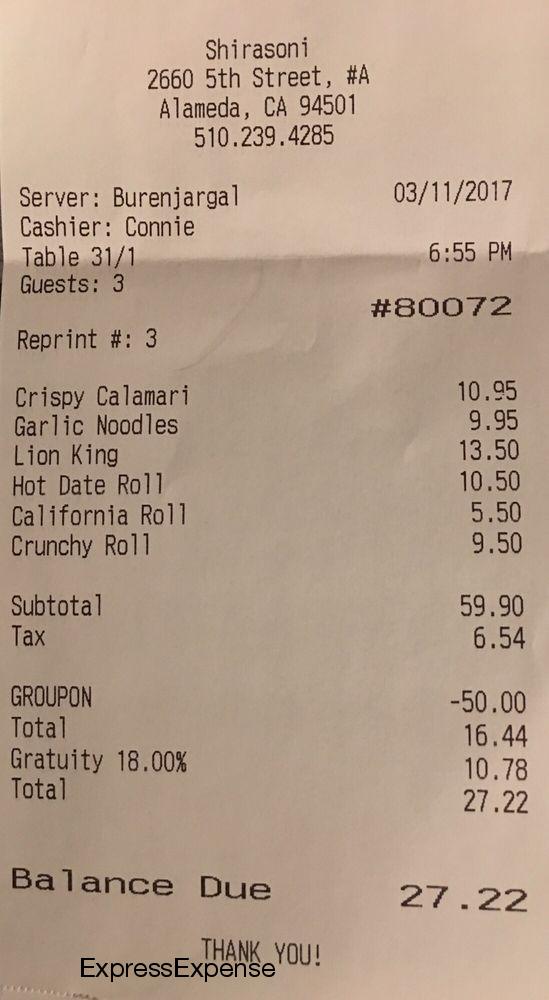 Shirasoni
2660 5th Street, #A
Alameda, CA 94501
510.239.4285
Server: Burenjargal 03/11/2017
Cashier: Connie
Table 31/1 6:55 PM
Guests: 3
#80072
Reprint #: 3
Crispy Calamari 10.95
Garlic Noodles 9.95
Lion King 13.50
Hot Date Roll 10.50
California Roll 5.50
Crunchy Roll 9.50
Subtotal 59.90
Tax 6.54
GROUPON -50.00
Total 16.44
Gratuity 18.00% 10.78
Total 27.22
Balance Due 27.22
THANK YOU!
ExpressExpense